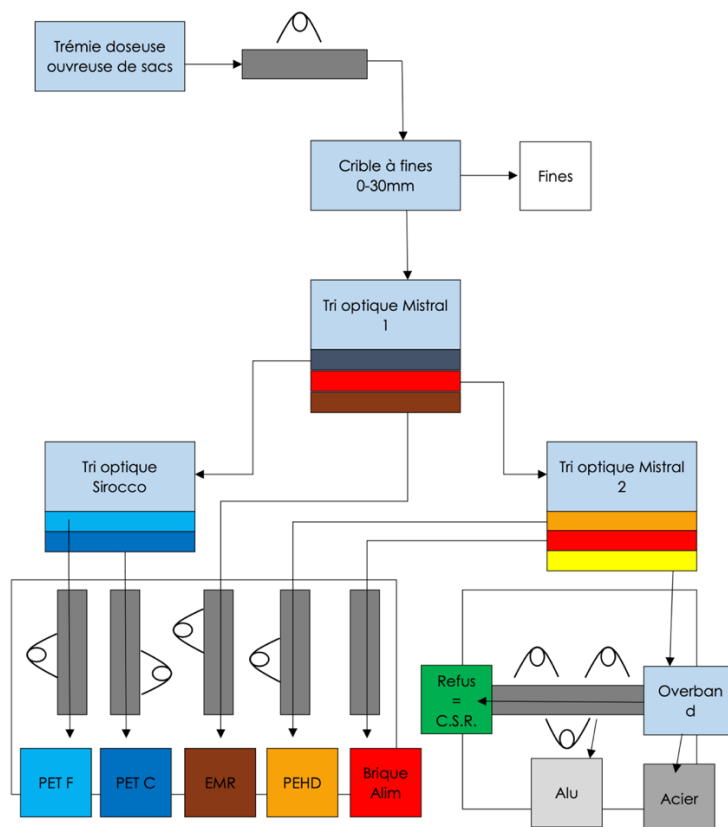 Trémie doseuse
ouvreuse de sacs
Crible à fines
0-30mm
Fines
Tri optique Mistral
1
Tri optique
Sirocco
Tri optique Mistral
2
Refus
=
C.S.R.
Overban
d
PET F
PET C
EMR
PEHD
Brique
Alim
Alu
Acier